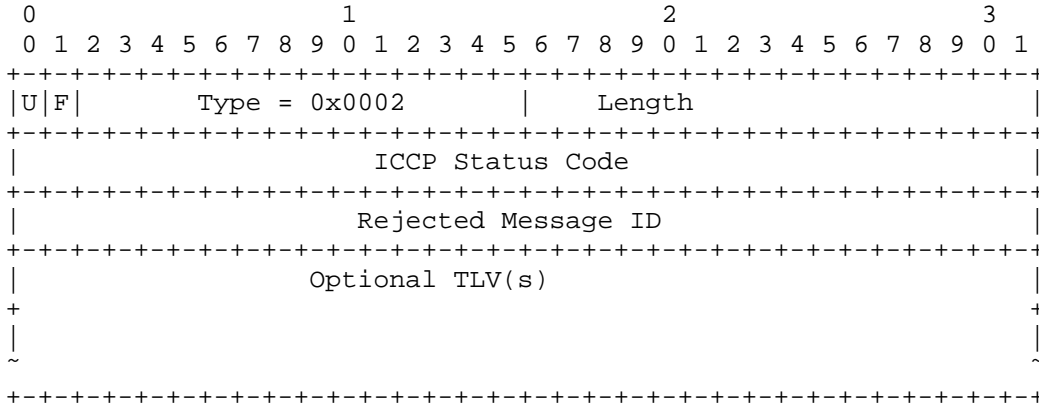 0                   1                   2                   3
 0 1 2 3 4 5 6 7 8 9 0 1 2 3 4 5 6 7 8 9 0 1 2 3 4 5 6 7 8 9 0 1
+-+-+-+-+-+-+-+-+-+-+-+-+-+-+-+-+-+-+-+-+-+-+-+-+-+-+-+-+-+-+-+-+
|U|F|       Type = 0x0002       |    Length                     |
+-+-+-+-+-+-+-+-+-+-+-+-+-+-+-+-+-+-+-+-+-+-+-+-+-+-+-+-+-+-+-+-+
|                      ICCP Status Code                         |
+-+-+-+-+-+-+-+-+-+-+-+-+-+-+-+-+-+-+-+-+-+-+-+-+-+-+-+-+-+-+-+-+
|                     Rejected Message ID                       |
+-+-+-+-+-+-+-+-+-+-+-+-+-+-+-+-+-+-+-+-+-+-+-+-+-+-+-+-+-+-+-+-+
|                  Optional TLV(s)                              |
+                                                               +
|                                                               |
~                                                               ~
+-+-+-+-+-+-+-+-+-+-+-+-+-+-+-+-+-+-+-+-+-+-+-+-+-+-+-+-+-+-+-+-+